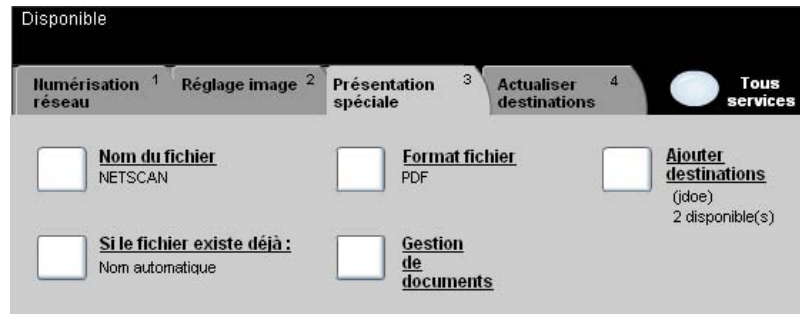 Disponible
Numérisation 1
réseau
Réglage image 2
Présentation 3
spéciale
Actualiser 4
destinations
Tous
services
Nom du fichier
NETSCAN
Format fichier
PDF
Ajouter
destinations
(jdoe)
2 disponible(s)
Si le fichier existe déjà :
Nom automatique
Gestion
de
documents